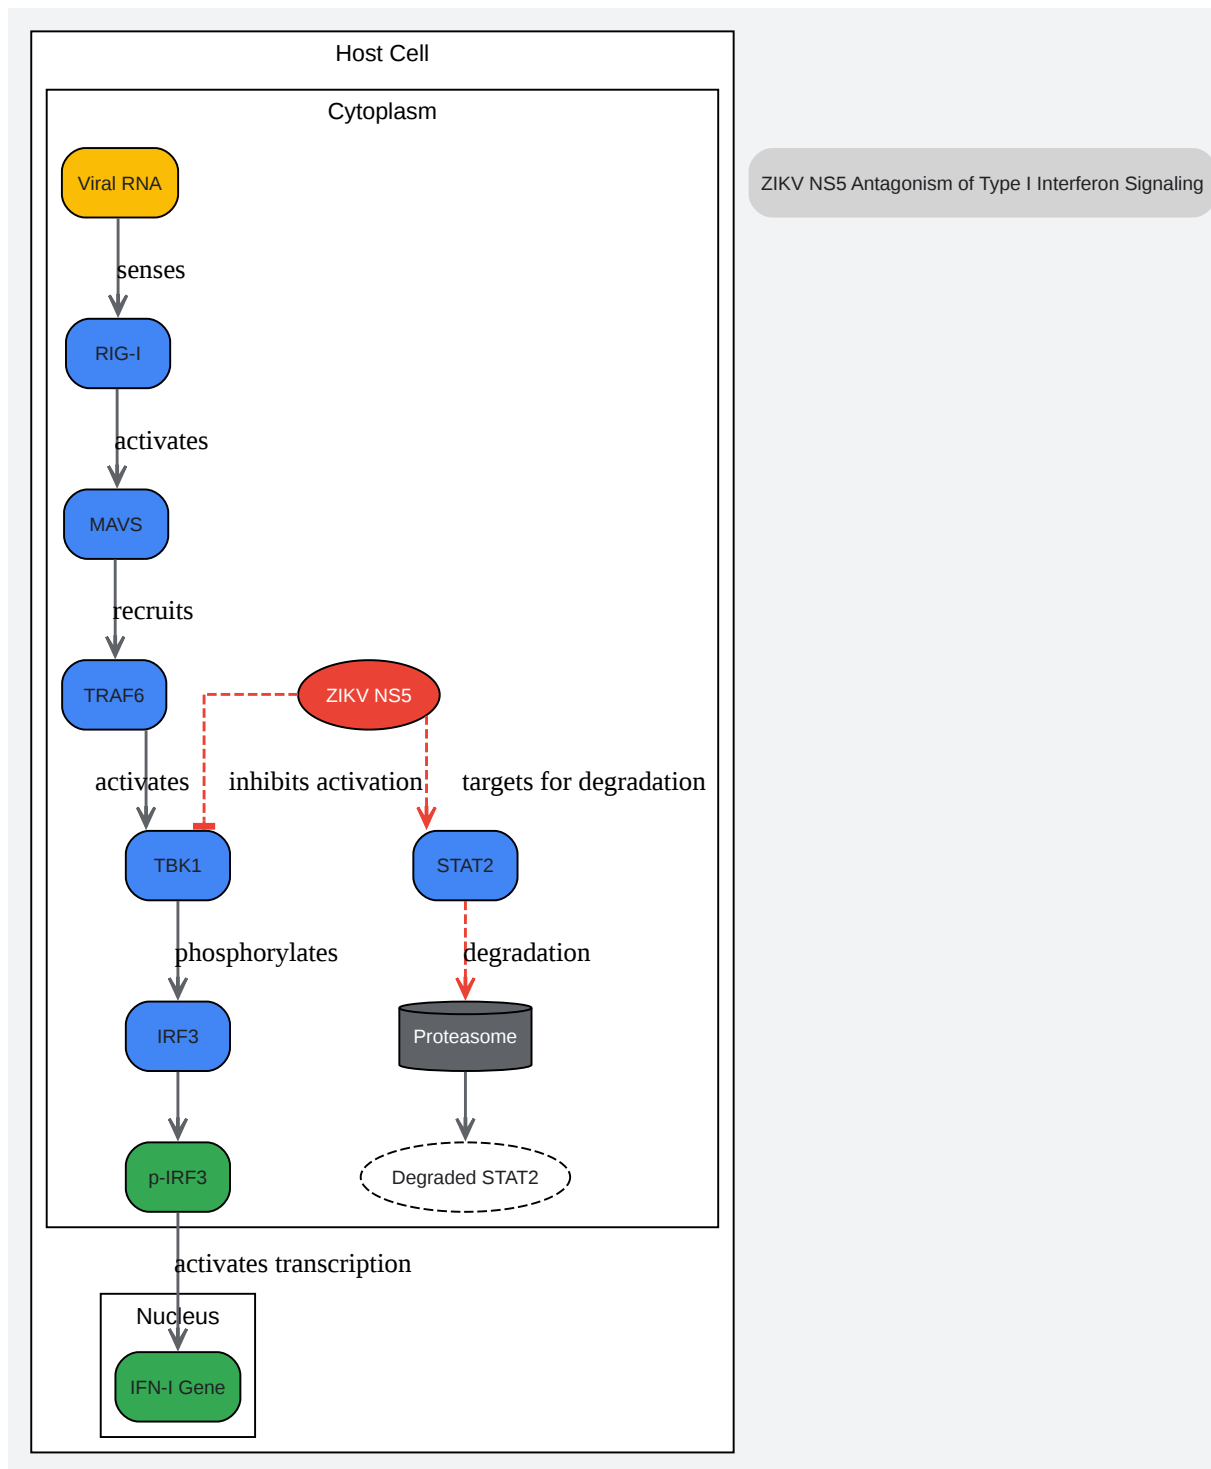 Host Cell
Cytoplasm
Viral RNA
ZIKV NS5 Antagonism of Type I Interferon Signaling
senses
RIG-I
activates
MAVS
recruits
TRAF6
ZIKV NS5
activates
inhibits activation
targets for degradation
TBK1
STAT2
phosphorylates
degradation
IRF3
Proteasome
p-IRF3
Degraded STAT2
activates transcription
Nucleus
IFN-I Gene